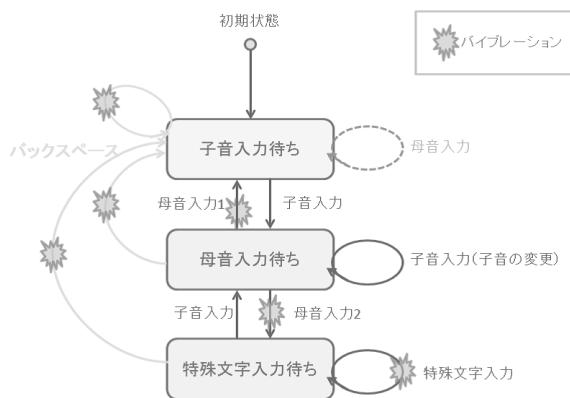 初期状態
バイブレーション
子音入力待ち
母音入力
バックスペース
母音入力1
子音入力
母音入力待ち
子音入力(子音の変更)
子音入力
母音入力2
特殊文字入力待ち
特殊文字入力